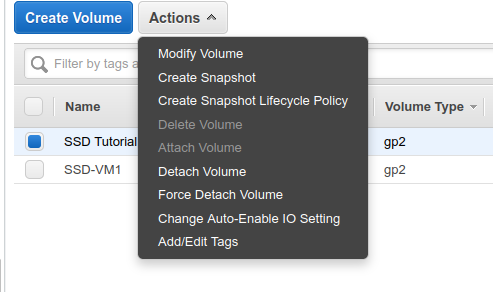 Create Volume Actions
Filter by tags a
Name Volume Type
SSD Tutorial gp2
SSD-VM1 gp2
Modify Volume
Create Snapshot
Create Snapshot Lifecycle Policy
Delete Volume
Attach Volume
Detach Volume
Force Detach Volume
Change Auto-Enable IO Setting
Add/Edit Tags